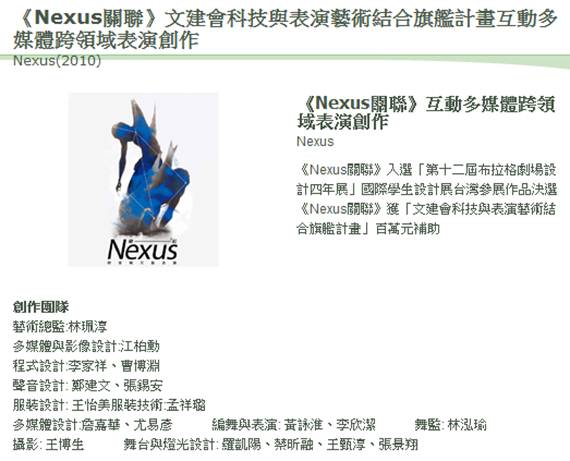 《Nexus關聯》文建會科技與表演藝術結合旗艦計畫互動多
媒體跨領域表演創作
Nexus(2010)
《Nexus關聯》互動多媒體跨領
域表演創作
Nexus
《Nexus關聯》入選「第十二屆布拉格劇場設
計四年展」國際學生設計展台灣參展作品決選
《Nexus關聯》獲「文建會科技與表演藝術結
合旗艦計畫」百萬元補助
Nexus
創作團隊
藝術總監:林珮淳
多媒體與影像設計:江柏勳
程式設計:李家祥、曹博淵
聲音設計: 鄭建文、張錫安
服裝設計: 王怡美服裝技術:孟祥璐
多媒體設計:詹嘉華、尤易彥 編舞與表演: 黃詠淮、李欣潔 舞監: 林泓瑜
攝影: 王博生 舞台與燈光設計: 羅凱陽、蔡昕融、王甄淳、張景翔